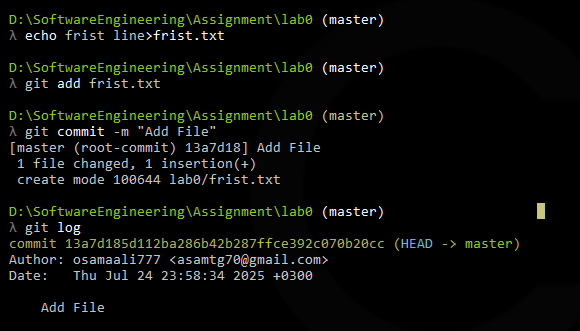 D:\SoftwareEngineering\Assignment\lab0 (master)
λ echo frist line>frist.txt
D:\SoftwareEngineering\Assignment\lab0 (master)
λ git add frist.txt
D:\SoftwareEngineering\Assignment\lab0 (master)
λ git commit -m "Add File"
[master (root-commit) 13a7d18] Add File
 1 file changed, 1 insertion(+)
 create mode 100644 lab0/frist.txt
D:\SoftwareEngineering\Assignment\lab0 (master)
λ git log
commit 13a7d185d112ba286b42b287ffce392c070b20cc (HEAD -> master)
Author: osamaali777 <asamtg70@gmail.com>
Date:   Thu Jul 24 23:58:34 2025 +0300
    Add File